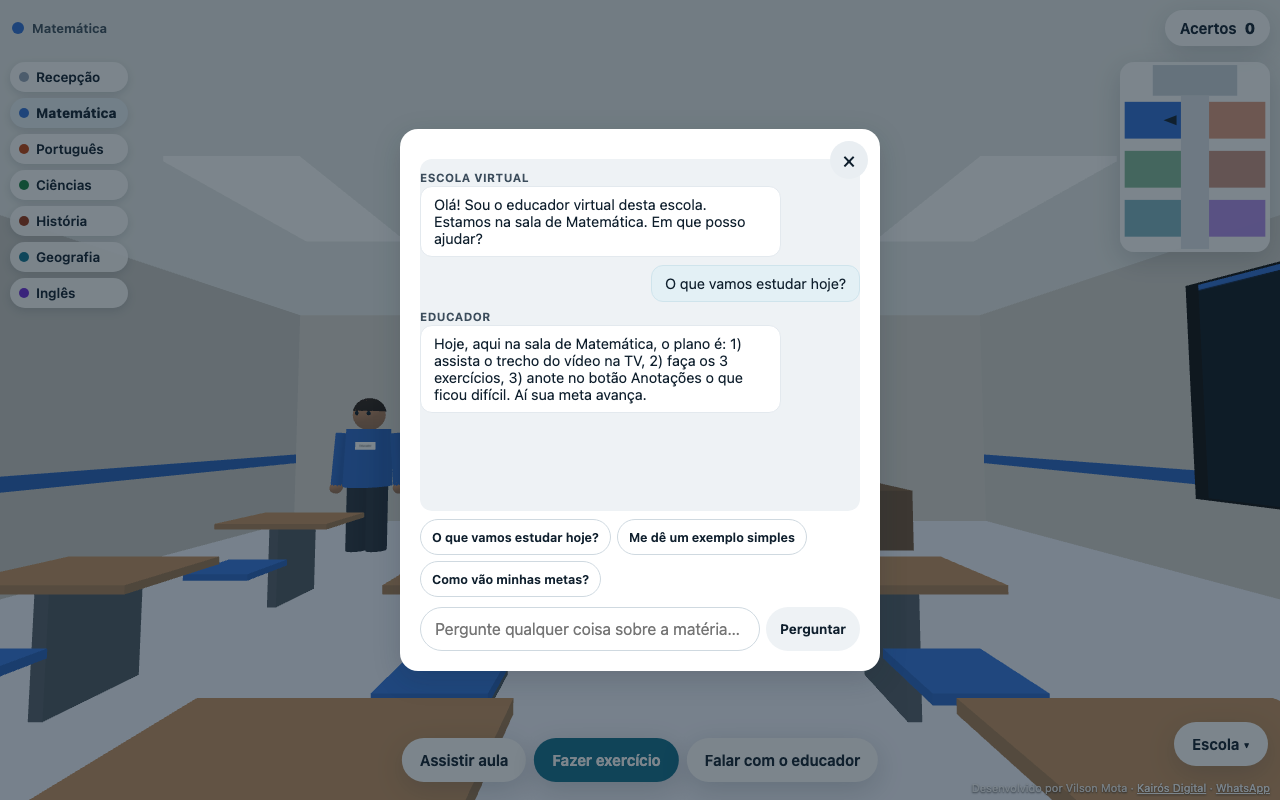 Matemática
Acertos 0
Recepção
Matemática
Português
Ciências
História
Geografia
Inglês
×
ESCOLA VIRTUAL
Olá! Sou o educador virtual desta escola.
Estamos na sala de Matemática. Em que posso
ajudar?
O que vamos estudar hoje?
EDUCADOR
Hoje, aqui na sala de Matemática, o plano é: 1)
assista o trecho do vídeo na TV, 2) faça os 3
exercícios, 3) anote no botão Anotações o que
ficou difícil. Aí sua meta avança.
O que vamos estudar hoje?
Me dê um exemplo simples
Como vão minhas metas?
Pergunte qualquer coisa sobre a matéria...
Perguntar
Assistir aula
Fazer exercício
Falar com o educador
Escola ▾
Desenvolvido por Vilson Mota · Kairós Digital · WhatsApp